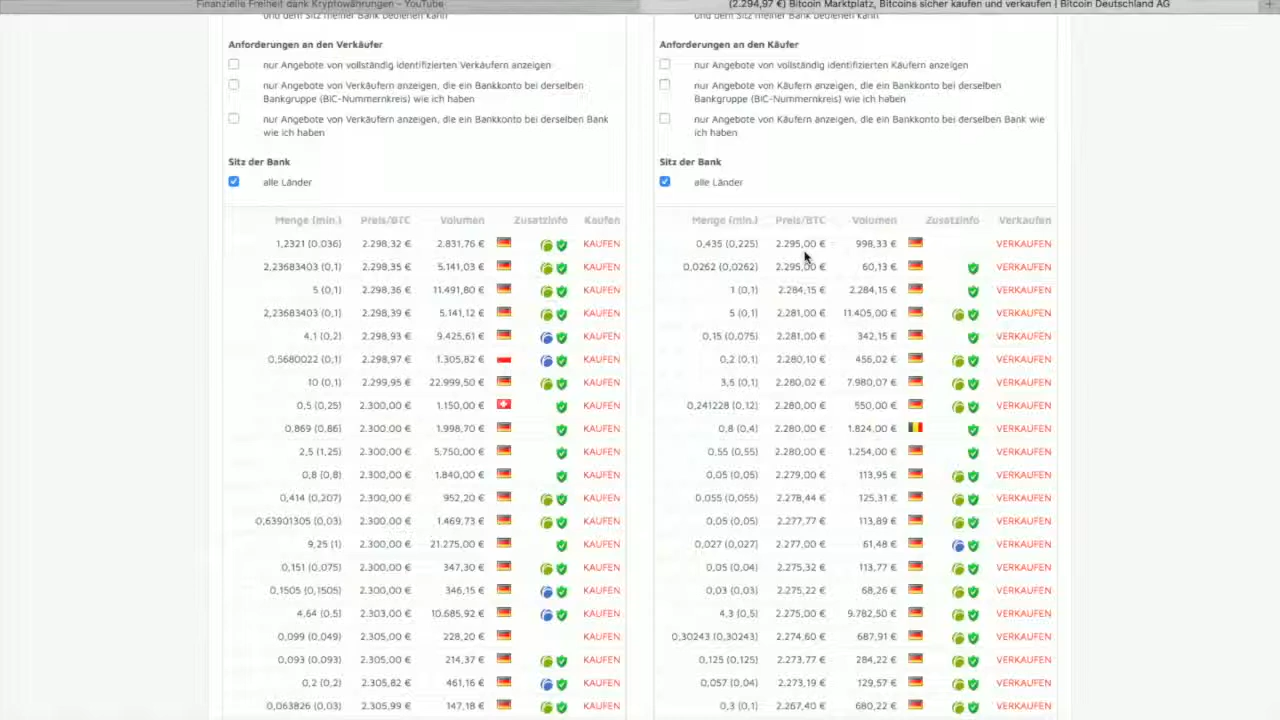 Finanzielle Freiheit dank Kryptowährungen - YouTube
(2.294,97 €) Bitcoin Marktplatz, Bitcoins sicher kaufen und verkaufen | Bitcoin Deutschland AG
und dem Sitz meiner Bank bedienen kann
Anforderungen an den Verkäufer
nur Angebote von vollständig identifizierten Verkäufern anzeigen
nur Angebote von Verkäufern anzeigen, die ein Bankkonto bei derselben
Bankgruppe (BIC-Nummernkreis) wie ich haben
nur Angebote von Verkäufern anzeigen, die ein Bankkonto bei derselben Bank
wie ich haben
Sitz der Bank
alle Länder
Menge (min.) Preis/BTC Volumen Zusatzinfo Kaufen
1,2321 (0.036) 2.298,32 € 2.831,76 € KAUFEN
2,23683403 (0,1) 2.298,35 € 5.141,03 € KAUFEN
5 (0,1) 2.298,36 € 11.491,80 € KAUFEN
2,23683403 (0,1) 2.298,39 € 5.141,12 € KAUFEN
4,1 (0,2) 2.298,93 € 9.425,61 € KAUFEN
0,5680022 (0,1) 2.298,97 € 1.305,82 € KAUFEN
10 (0,1) 2.299,95 € 22.999,50 € KAUFEN
0,5 (0,25) 2.300,00 € 1.150,00 € KAUFEN
0,869 (0,86) 2.300,00 € 1.998,70 € KAUFEN
2,5 (1,25) 2.300,00 € 5.750,00 € KAUFEN
0,8 (0,8) 2.300,00 € 1.840,00 € KAUFEN
0,414 (0,207) 2.300,00 € 952,20 € KAUFEN
0,63901305 (0,03) 2.300,00 € 1.469,73 € KAUFEN
9,25 (1) 2.300,00 € 21.275,00 € KAUFEN
0,151 (0,075) 2.300,00 € 347,30 € KAUFEN
0,1505 (0,1505) 2.300,00 € 346,15 € KAUFEN
4,64 (0,5) 2.303,00 € 10.685,92 € KAUFEN
0,099 (0,049) 2.305,00 € 228,20 € KAUFEN
0,093 (0,093) 2.305,00 € 214,37 € KAUFEN
0,2 (0,2) 2.305,82 € 461,16 € KAUFEN
0,063826 (0,03) 2.305,99 € 147,18 € KAUFEN
und dem Sitz meiner Bank bedienen kann
Anforderungen an den Käufer
nur Angebote von vollständig identifizierten Käufern anzeigen
nur Angebote von Käufern anzeigen, die ein Bankkonto bei derselben
Bankgruppe (BIC-Nummernkreis) wie ich haben
nur Angebote von Käufern anzeigen, die ein Bankkonto bei derselben Bank wie
ich haben
Sitz der Bank
alle Länder
Menge (min.) Preis/BTC Volumen Zusatzinfo Verkaufen
0,435 (0,225) 2.295,00 € 998,33 € VERKAUFEN
0,0262 (0,0262) 2.295,00 € 60,13 € VERKAUFEN
1 (0,1) 2.284,15 € 2.284,15 € VERKAUFEN
5 (0,1) 2.281,00 € 11.405,00 € VERKAUFEN
0,15 (0,075) 2.281,00 € 342,15 € VERKAUFEN
0,2 (0,1) 2.280,10 € 456,02 € VERKAUFEN
3,5 (0,1) 2.280,02 € 7.980,07 € VERKAUFEN
0,241228 (0,12) 2.280,00 € 550,00 € VERKAUFEN
0,8 (0,4) 2.280,00 € 1.824,00 € VERKAUFEN
0,55 (0,55) 2.280,00 € 1.254,00 € VERKAUFEN
0,05 (0,05) 2.279,00 € 113,95 € VERKAUFEN
0,055 (0,055) 2.278,44 € 125,31 € VERKAUFEN
0,05 (0,05) 2.277,77 € 113,89 € VERKAUFEN
0,027 (0,027) 2.277,00 € 61,48 € VERKAUFEN
0,05 (0,04) 2.275,32 € 113,77 € VERKAUFEN
0,03 (0,03) 2.275,22 € 68,26 € VERKAUFEN
4,3 (0,5) 2.275,00 € 9.782,50 € VERKAUFEN
0,30243 (0,30243) 2.274,60 € 687,91 € VERKAUFEN
0,125 (0,125) 2.273,77 € 284,22 € VERKAUFEN
0,057 (0,04) 2.273,19 € 129,57 € VERKAUFEN
0,3 (0,1) 2.267,40 € 680,22 € VERKAUFEN